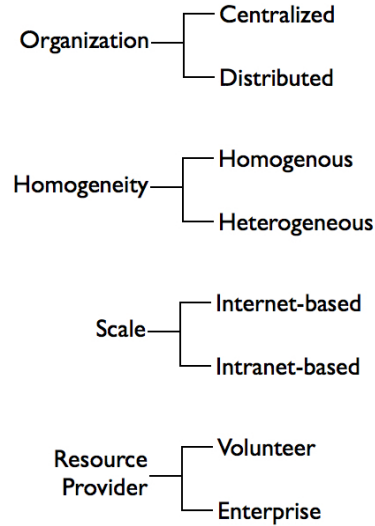 Centralized
Organization
Distributed
Homogenous
Homogeneity
Heterogeneous
Internet-based
Scale
Intranet-based
Volunteer
Resource
Provider
Enterprise